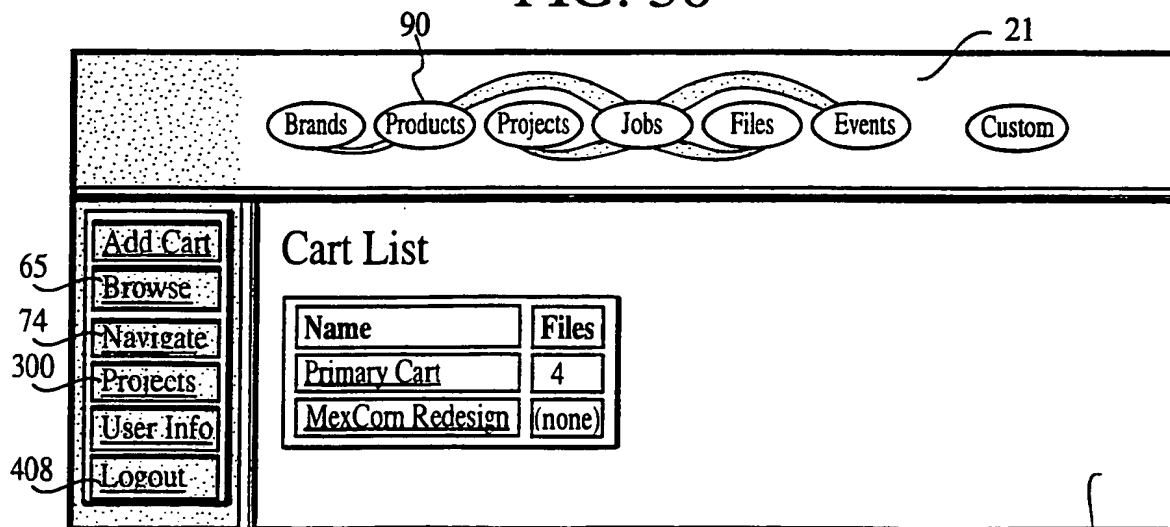 90
21
Brands Products Projects Jobs Files Events Custom
Add Cart
65
Browse
74
Navigate
300
Projects
User Info
408
Logout
Cart List
Name Files
Primary Cart 4
MexCom Redesign (none)